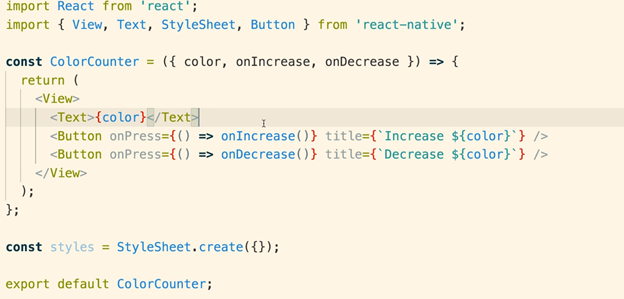 import React from 'react';
import { View, Text, StyleSheet, Button } from 'react-native';

const ColorCounter = ({ color, onIncrease, onDecrease }) => {
  return (
    <View>
      <Text>{color}</Text>
      <Button onPress={() => onIncrease()} title={`Increase ${color}`} />
      <Button onPress={() => onDecrease()} title={`Decrease ${color}`} />
    </View>
  );
};

const styles = StyleSheet.create({});

export default ColorCounter;